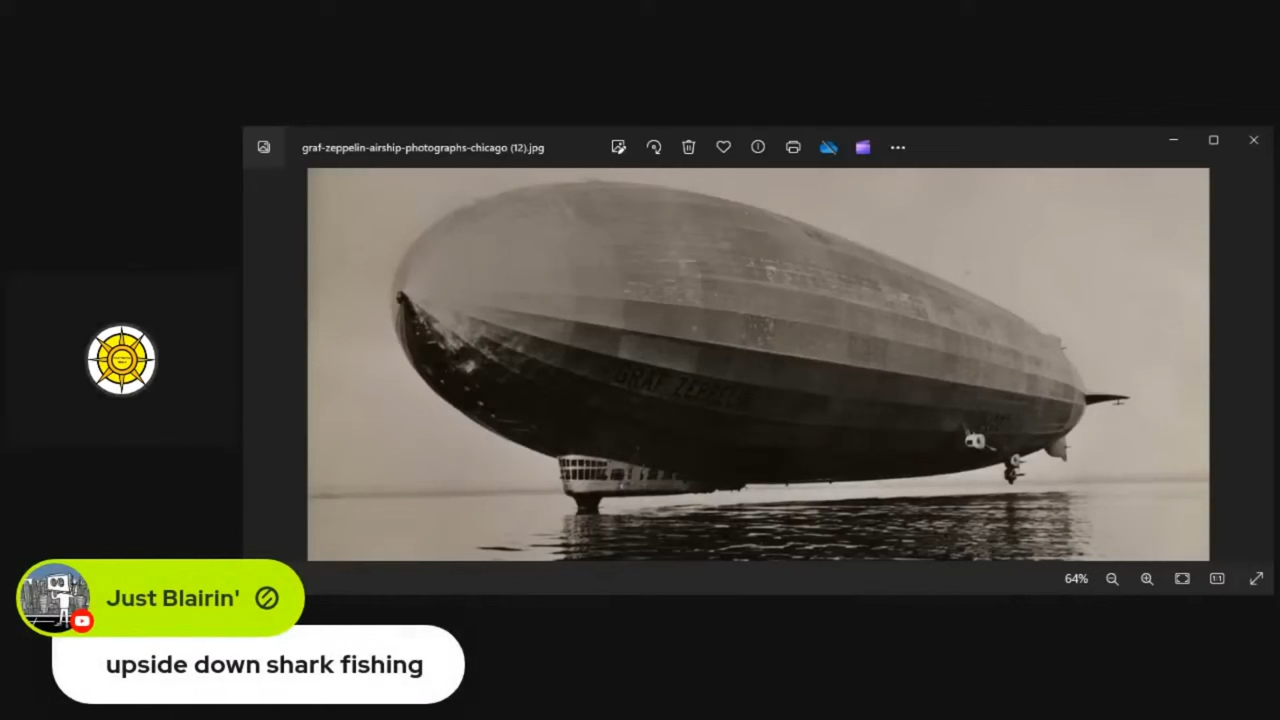 graf-zeppelin-airship-photographs-chicago (12).jpg
GRAF ZEPPELIN
64%
Just Blairin'
upside down shark fishing